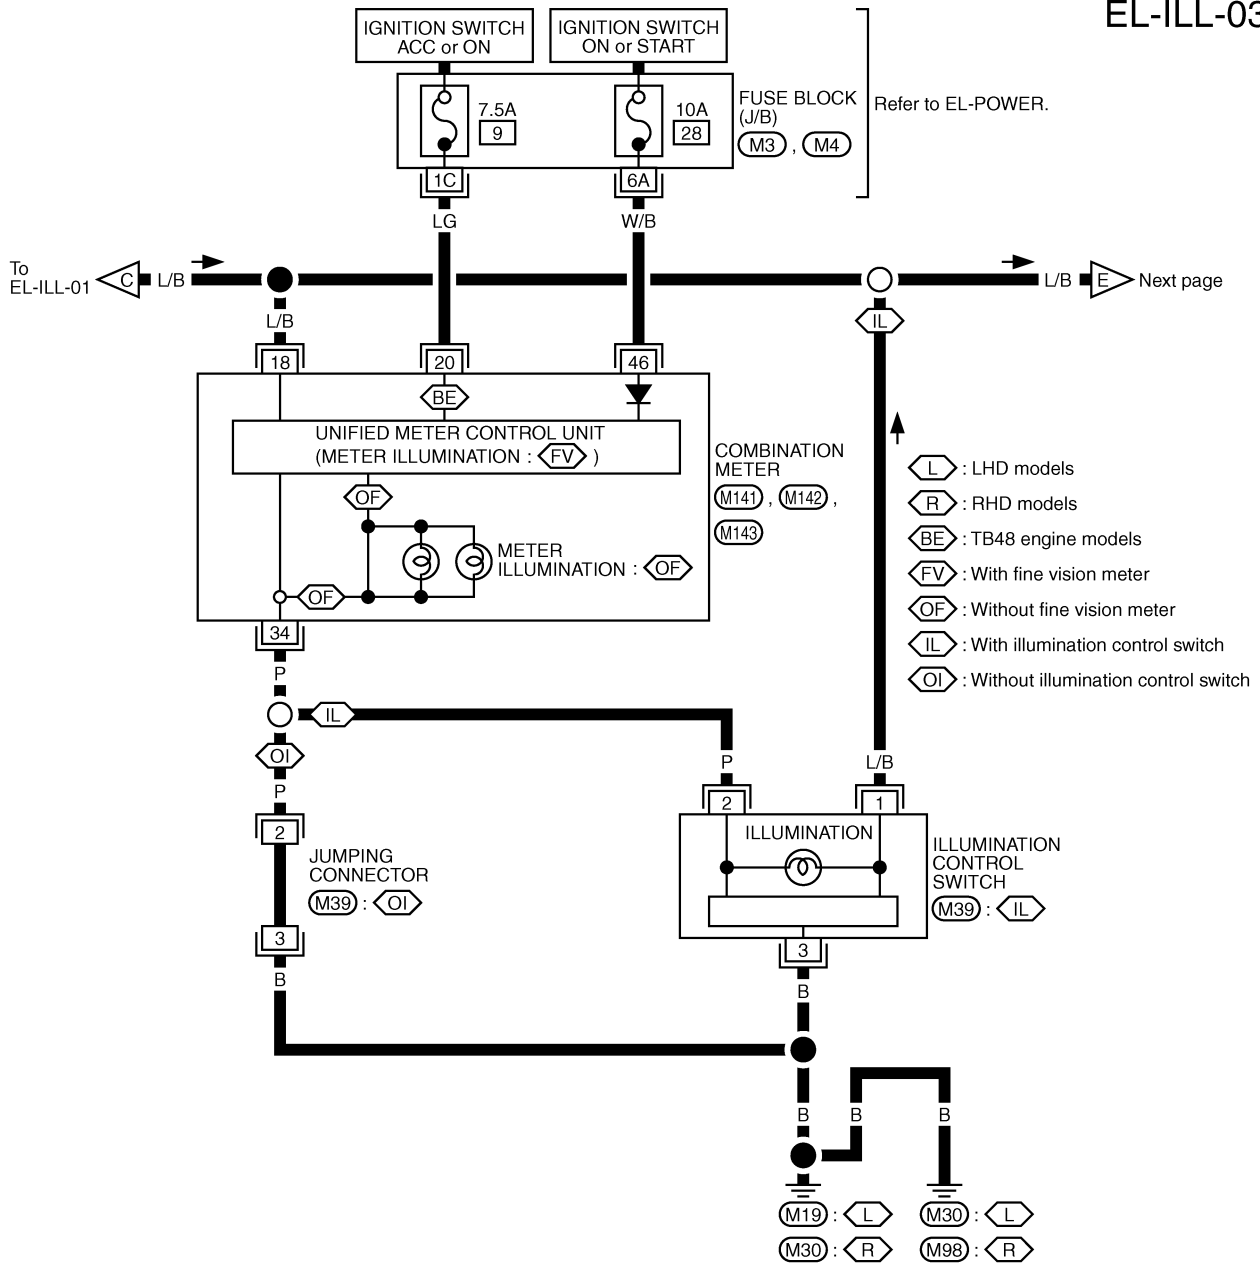 EL-ILL-03
IGNITION SWITCH
ACC or ON
IGNITION SWITCH
ON or START
7.5A
9
10A
28
FUSE BLOCK
(J/B)
M3 , M4
Refer to EL-POWER.
1C
6A
LG
W/B
To
EL-ILL-01
C
L/B
L/B
E
Next page
L/B
IL
18
20
46
BE
UNIFIED METER CONTROL UNIT
(METER ILLUMINATION : FV )
COMBINATION
METER
M141 , M142 ,
M143
OF
METER
ILLUMINATION : OF
OF
34
L : LHD models
R : RHD models
BE : TB48 engine models
FV : With fine vision meter
OF : Without fine vision meter
IL : With illumination control switch
OI : Without illumination control switch
P
IL
OI
P
P
L/B
2
2
1
JUMPING
CONNECTOR
M39 : OI
ILLUMINATION
ILLUMINATION
CONTROL
SWITCH
M39 : IL
3
3
B
B
B
B
B
M19 : L
M30 : L
M30 : R
M98 : R